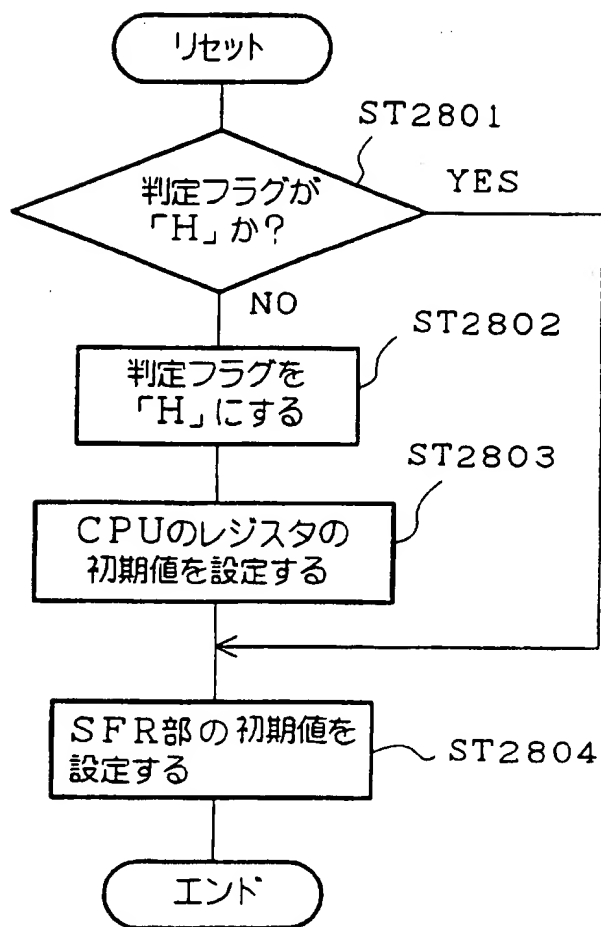 リセット
ST2801
判定フラグが
「H」か?
YES
NO
ST2802
判定フラグを
「H」にする
ST2803
CPUのレジスタの
初期値を設定する
SFR部の初期値を
設定する
ST2804
エンド